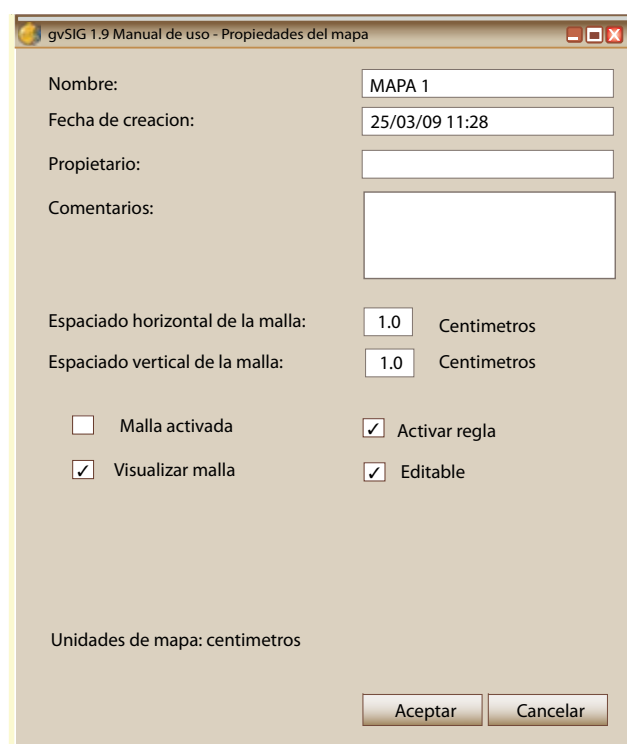 gvSIG 1.9 Manual de uso - Propiedades del mapa
Nombre: MAPA 1
Fecha de creacion: 25/03/09 11:28
Propietario:
Comentarios:
Espaciado horizontal de la malla: 1.0 Centimetros
Espaciado vertical de la malla: 1.0 Centimetros
Malla activada Activar regla
Visualizar malla Editable
Unidades de mapa: centimetros
Aceptar Cancelar